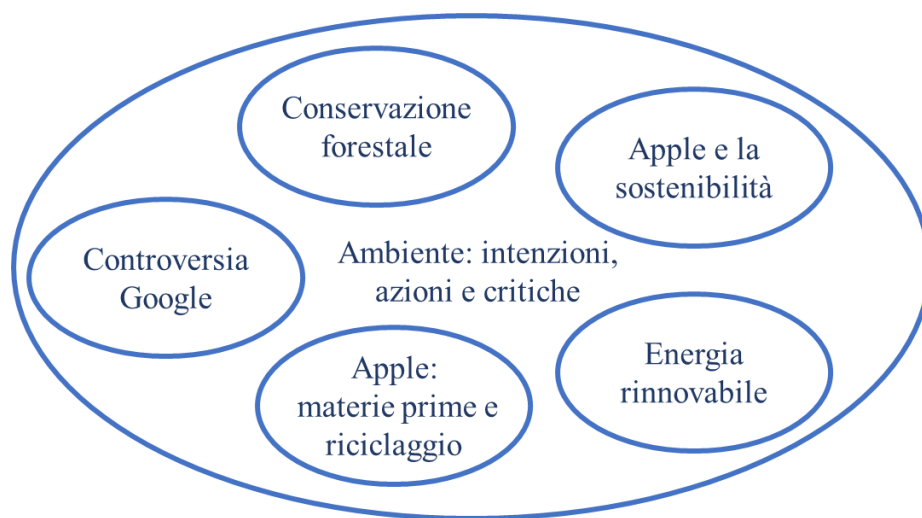 Conservazione
forestale
Apple e la
sostenibilità
Controversia
Google
Ambiente: intenzioni,
azioni e critiche
Apple:
materie prime e
riciclaggio
Energia
rinnovabile